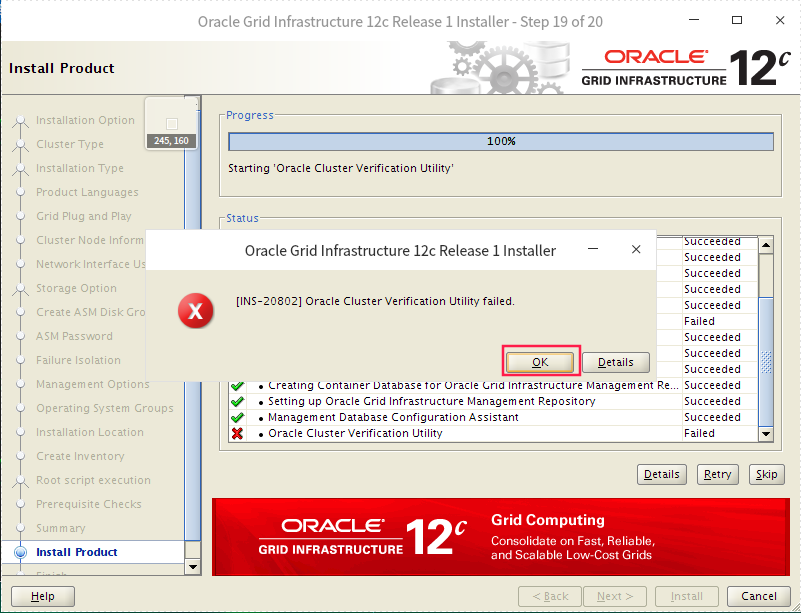 Oracle Grid Infrastructure 12c Release 1 Installer - Step 19 of 20
Install Product
ORACLE
GRID INFRASTRUCTURE
12c
Installation Option
Cluster Type
Installation Type
Product Languages
Grid Plug and Play
Cluster Node Inform
Network Interface Us
Storage Option
Create ASM Disk Gro
ASM Password
Failure Isolation
Management Options
Operating System Groups
Installation Location
Create Inventory
Root script execution
Prerequisite Checks
Summary
Install Product
245, 160
Progress
100%
Starting 'Oracle Cluster Verification Utility'
Status
Succeeded
Succeeded
Succeeded
Succeeded
Succeeded
Failed
Succeeded
Succeeded
Succeeded
Creating Container Database for Oracle Grid Infrastructure Management Re... Succeeded
Setting up Oracle Grid Infrastructure Management Repository Succeeded
Management Database Configuration Assistant Succeeded
Oracle Cluster Verification Utility Failed
Oracle Grid Infrastructure 12c Release 1 Installer
[INS-20802] Oracle Cluster Verification Utility failed.
OK Details
Details Retry Skip
ORACLE
GRID INFRASTRUCTURE
12c
Grid Computing
Consolidate on Fast, Reliable,
and Scalable Low-Cost Grids
Help < Back Next > Install Cancel